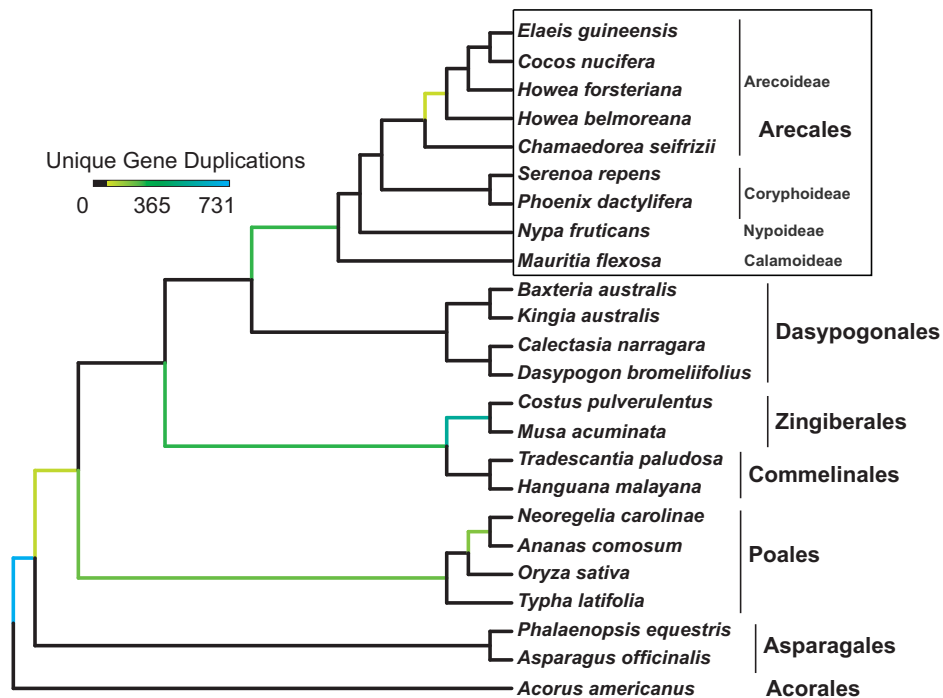 Elaeis guineensis
Cocos nucifera
Howea forsteriana
Arecoideae
Howea belmoreana
Arecales
Chamaedorea seifrizii
Unique Gene Duplications
0 365 731
Serenoa repens
Coryphoideae
Phoenix dactylifera
Nypa fruticans
Nypoideae
Mauritia flexosa
Calamoideae
Baxteria australis
Kingia australis
Dasypogonales
Calectasia narragara
Dasypogon bromeliifolius
Costus pulverulentus
Zingiberales
Musa acuminata
Tradescantia paludosa
Commelinales
Hanguana malayana
Neoregelia carolinae
Ananas comosum
Poales
Oryza sativa
Typha latifolia
Phalaenopsis equestris
Asparagales
Asparagus officinalis
Acorus americanus
Acorales